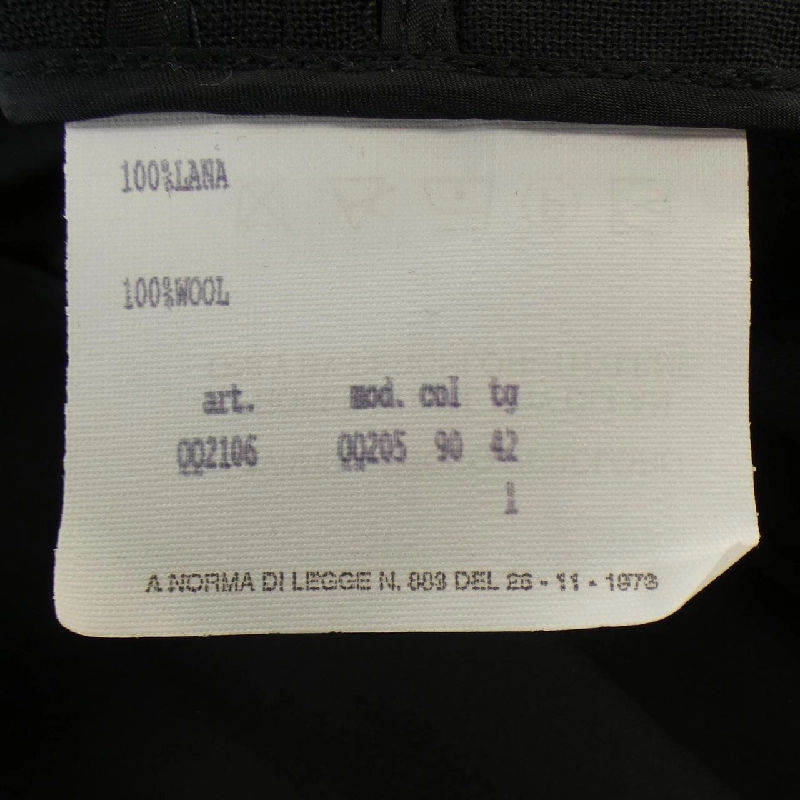 100%LANA
100%WOOL
art. mod. col tg
QQ2106 QQ205 90 42
1
A NORMA DI LEGGE N. 883 DEL 26 - 11 - 1973